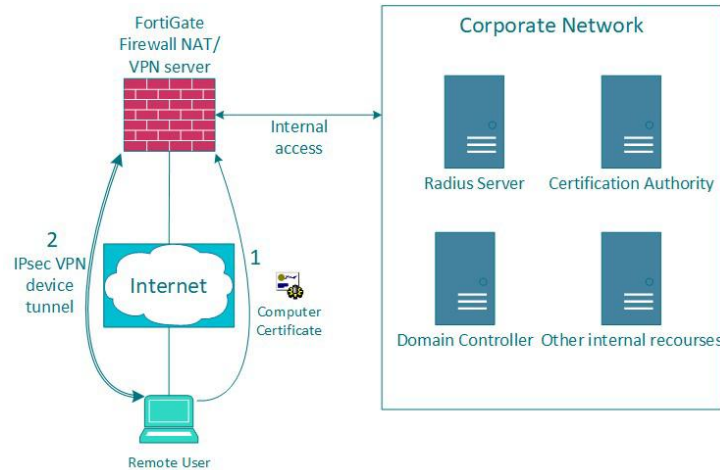 FortiGate
Firewall NAT/
VPN server
Corporate Network
Internal
access
Radius Server
Certification Authority
2
IPsec VPN
device
tunnel
Internet
1
Computer
Certificate
Domain Controller
Other internal recourses
Remote User